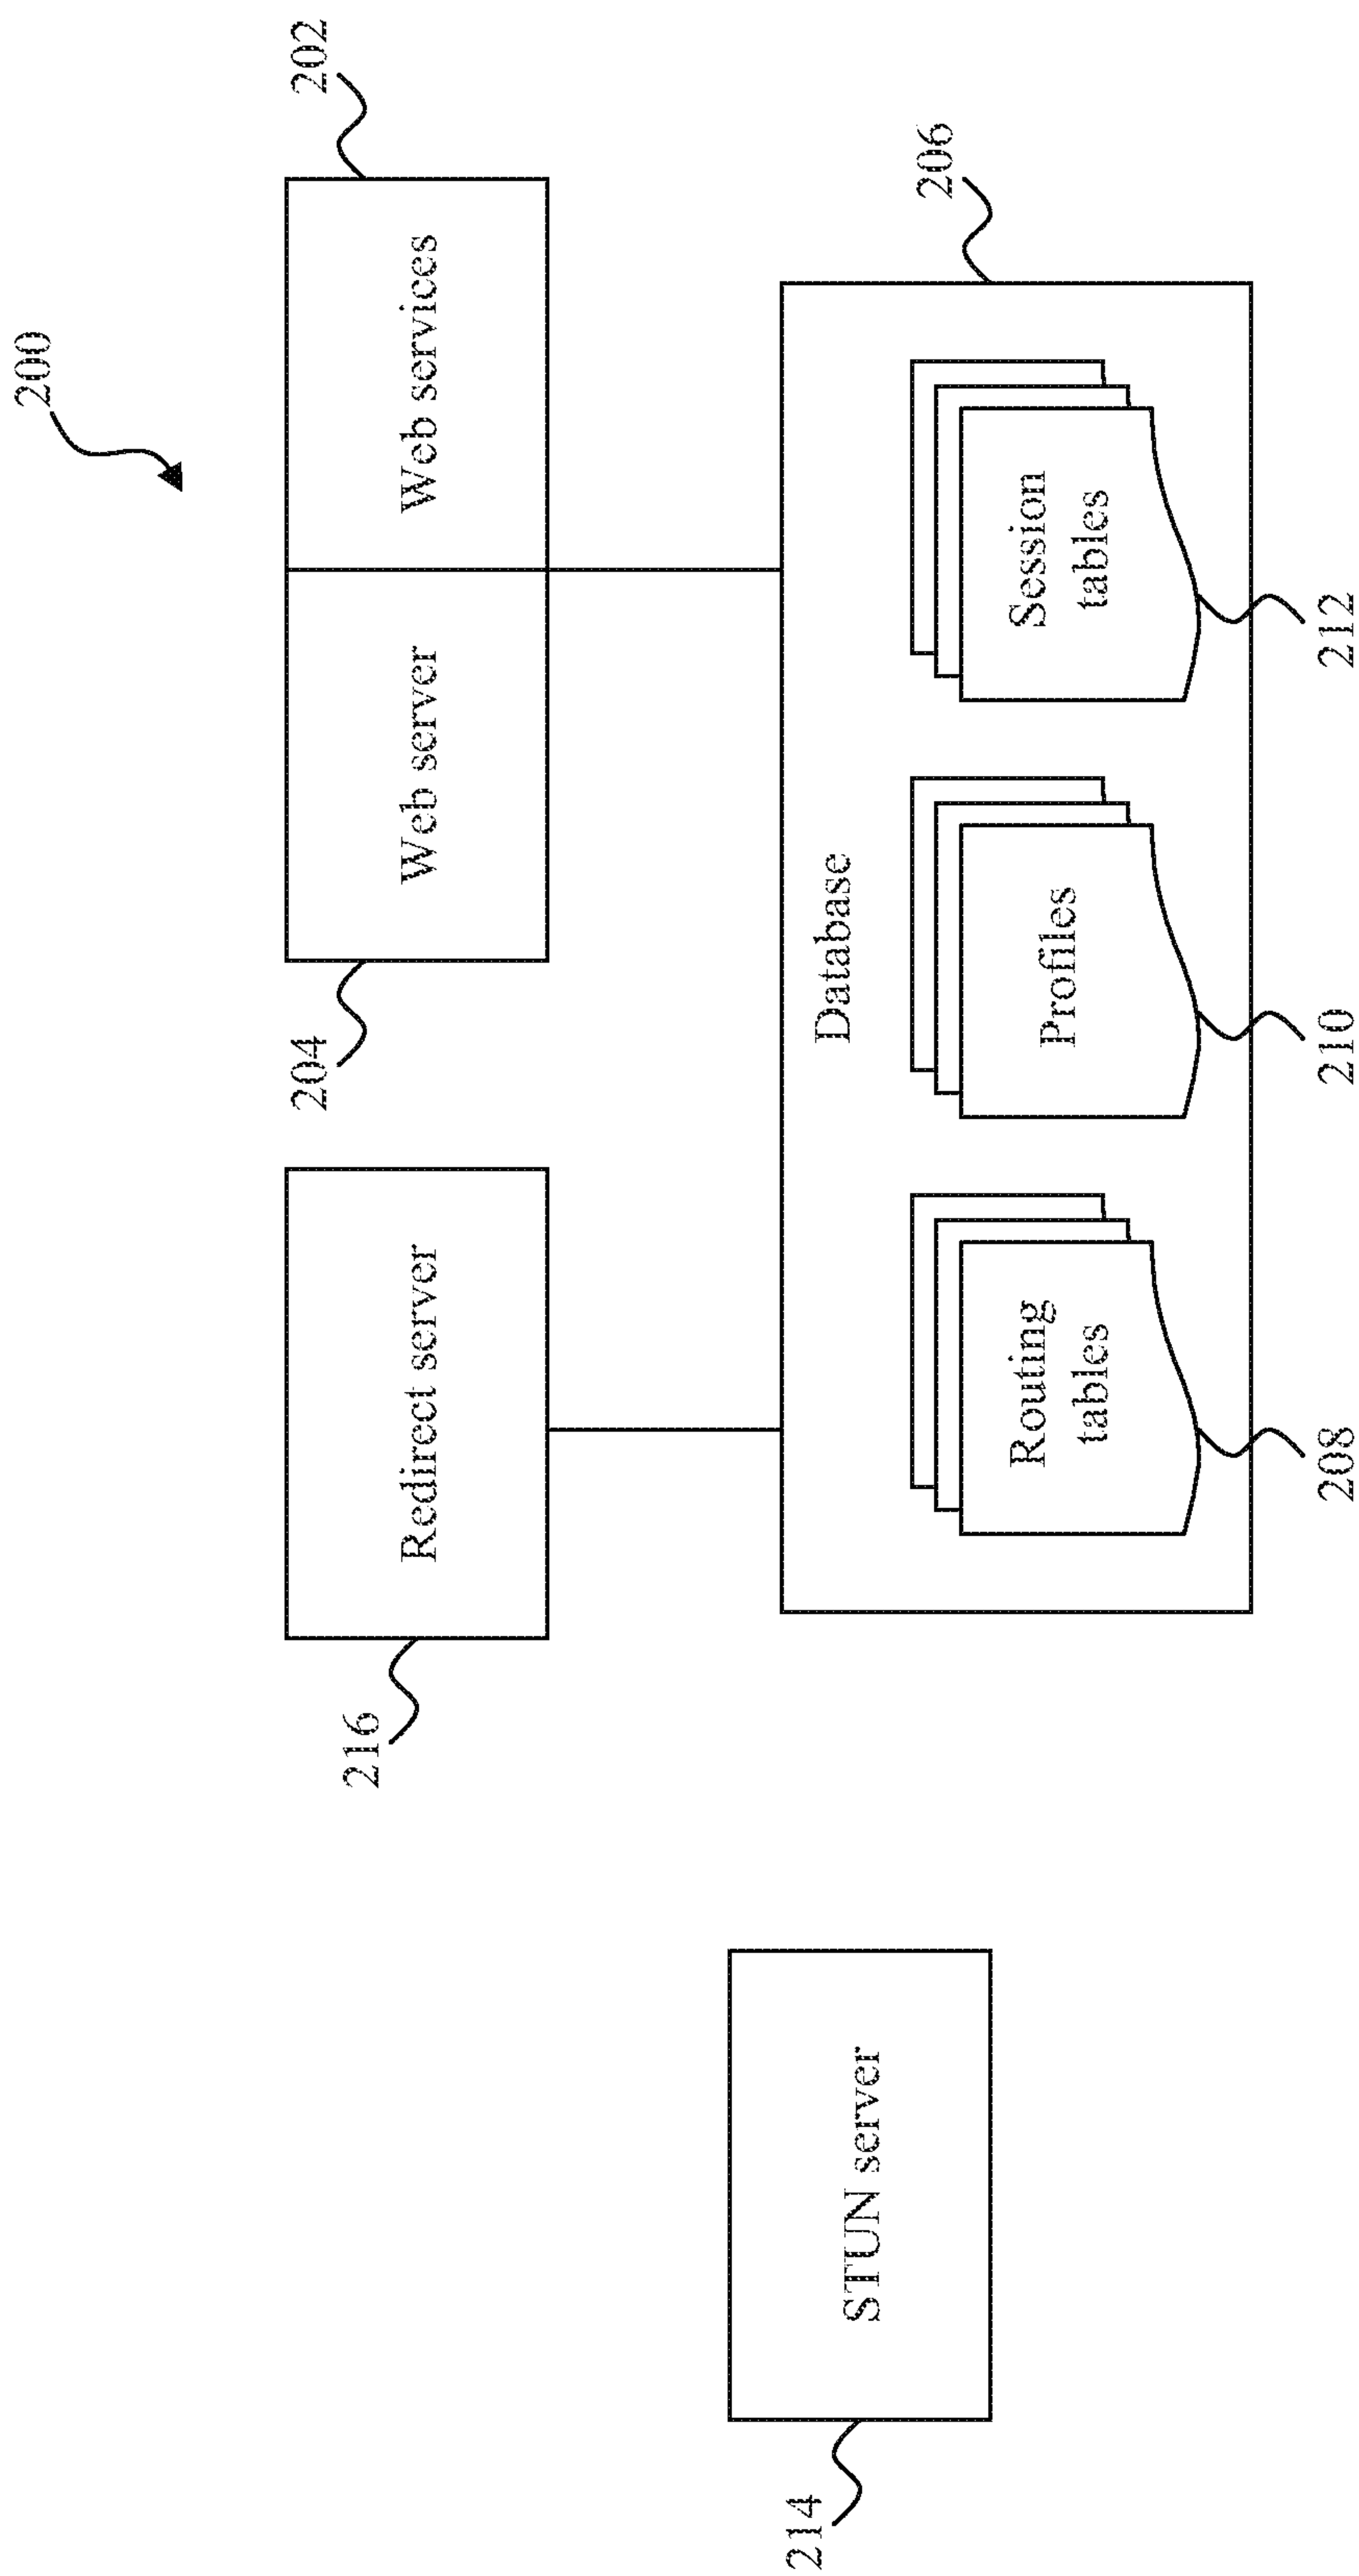 200
216
204
202
Redirect server
Web server
Web services
206
Database
214
STUN server
Routing
tables
Profiles
Session
tables
208
210
212